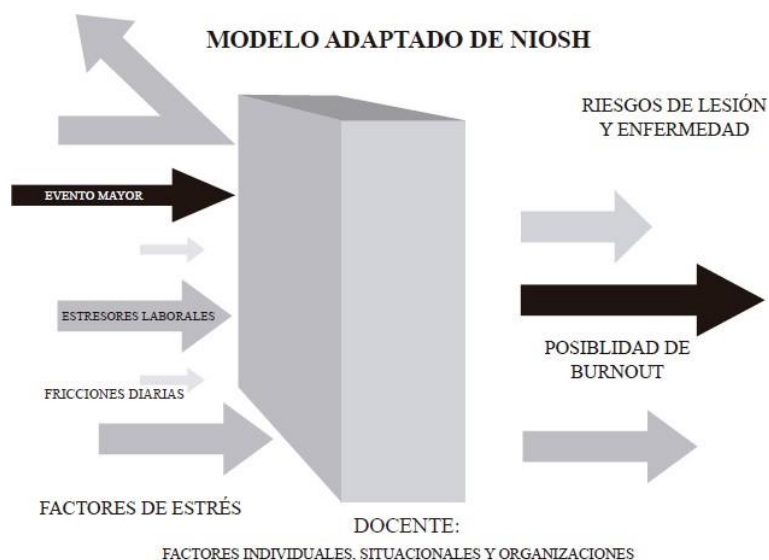 MODELO ADAPTADO DE NIOSH
RIESGOS DE LESIÓN
Y ENFERMEDAD
EVENTO MAYOR
ESTRESORES LABORALES
POSIBLIDAD DE
BURNOUT
FRICCIONES DIARIAS
FACTORES DE ESTRÉS
DOCENTE:
FACTORES INDIVIDUALES, SITUACIONALES Y ORGANIZACIONES